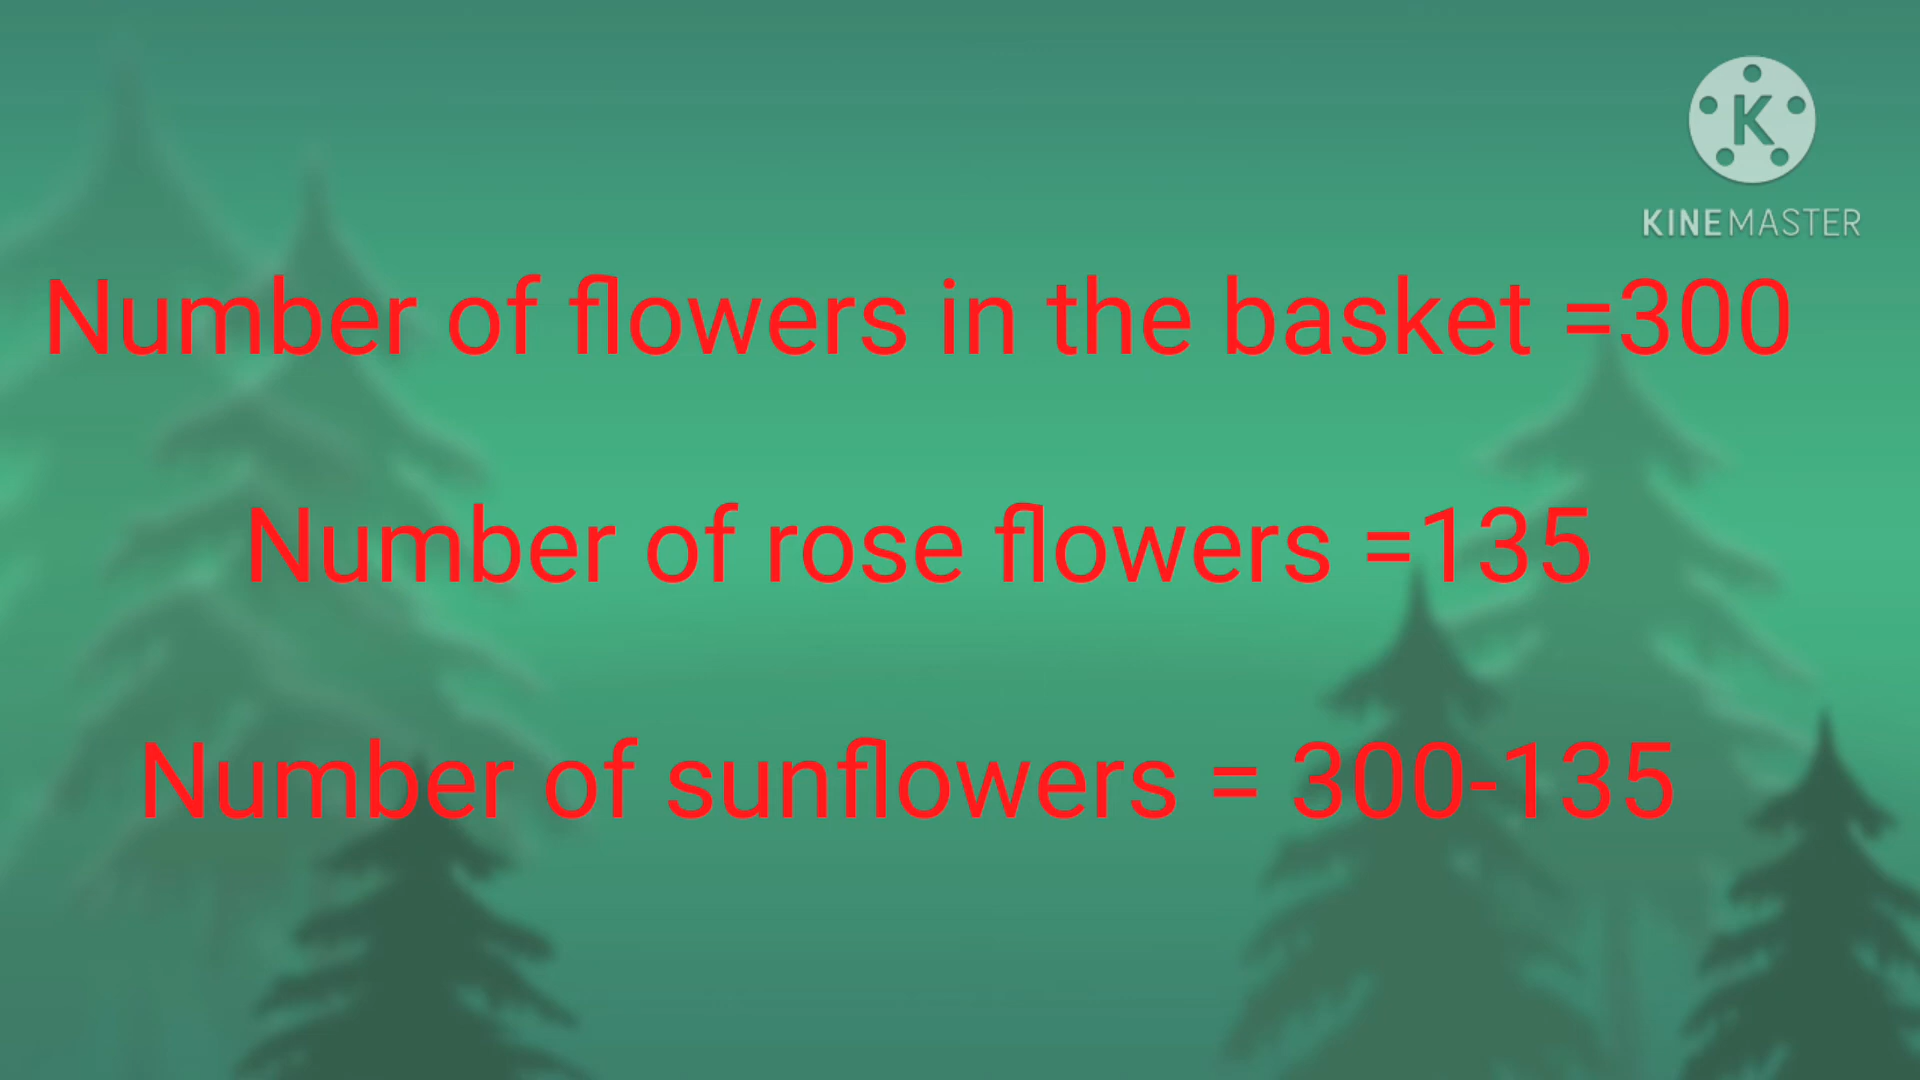 K
KINEMASTER
Number of flowers in the basket =300
Number of rose flowers =135
Number of sunflowers = 300-135